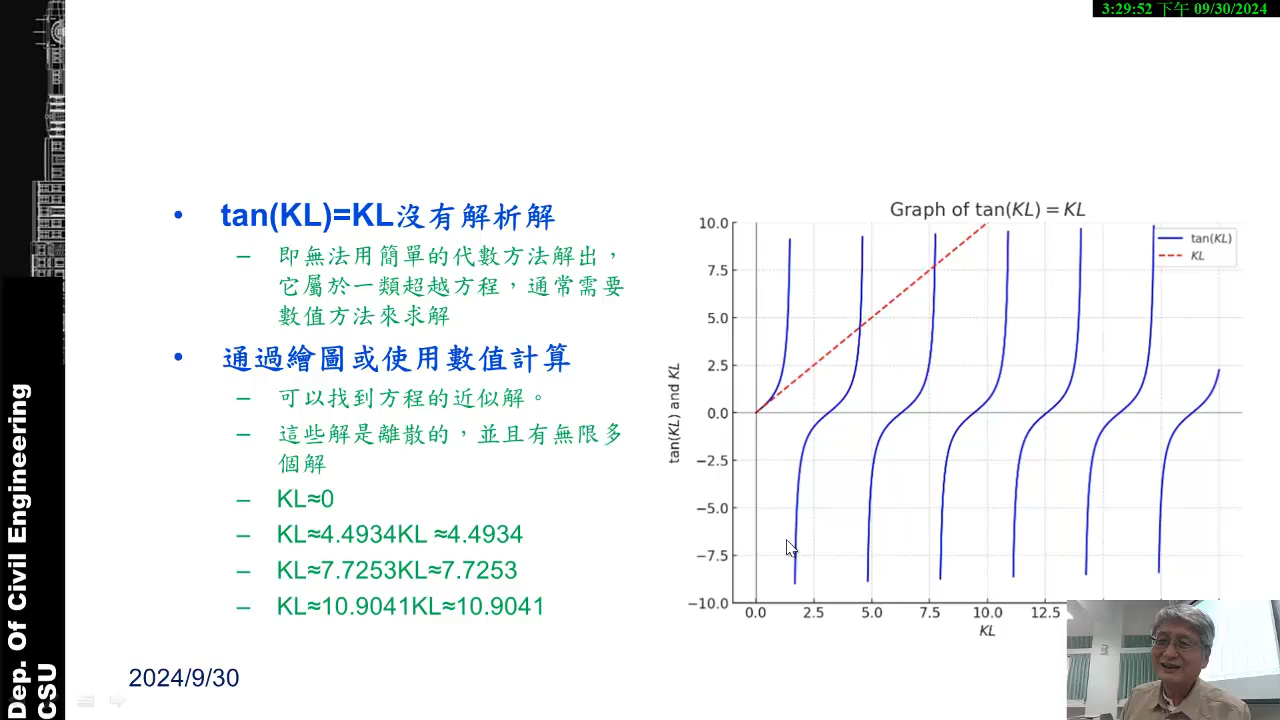 3:29:52 下午 09/30/2024
Dep. Of Civil Engineering
CSU
• tan(KL)=KL沒有解析解
– 即無法用簡單的代數方法解出，
它屬於一類超越方程，通常需要
數值方法來求解
• 通過繪圖或使用數值計算
– 可以找到方程的近似解。
– 這些解是離散的，並且有無限多
個解
– KL≈0
– KL≈4.4934KL ≈4.4934
– KL≈7.7253KL≈7.7253
– KL≈10.9041KL≈10.9041
2024/9/30
Graph of tan(KL) = KL
tan(KL)
KL
10.0
7.5
5.0
2.5
0.0
−2.5
−5.0
−7.5
−10.0
tan(KL) and KL
0.0 2.5 5.0 7.5 10.0 12.5
KL